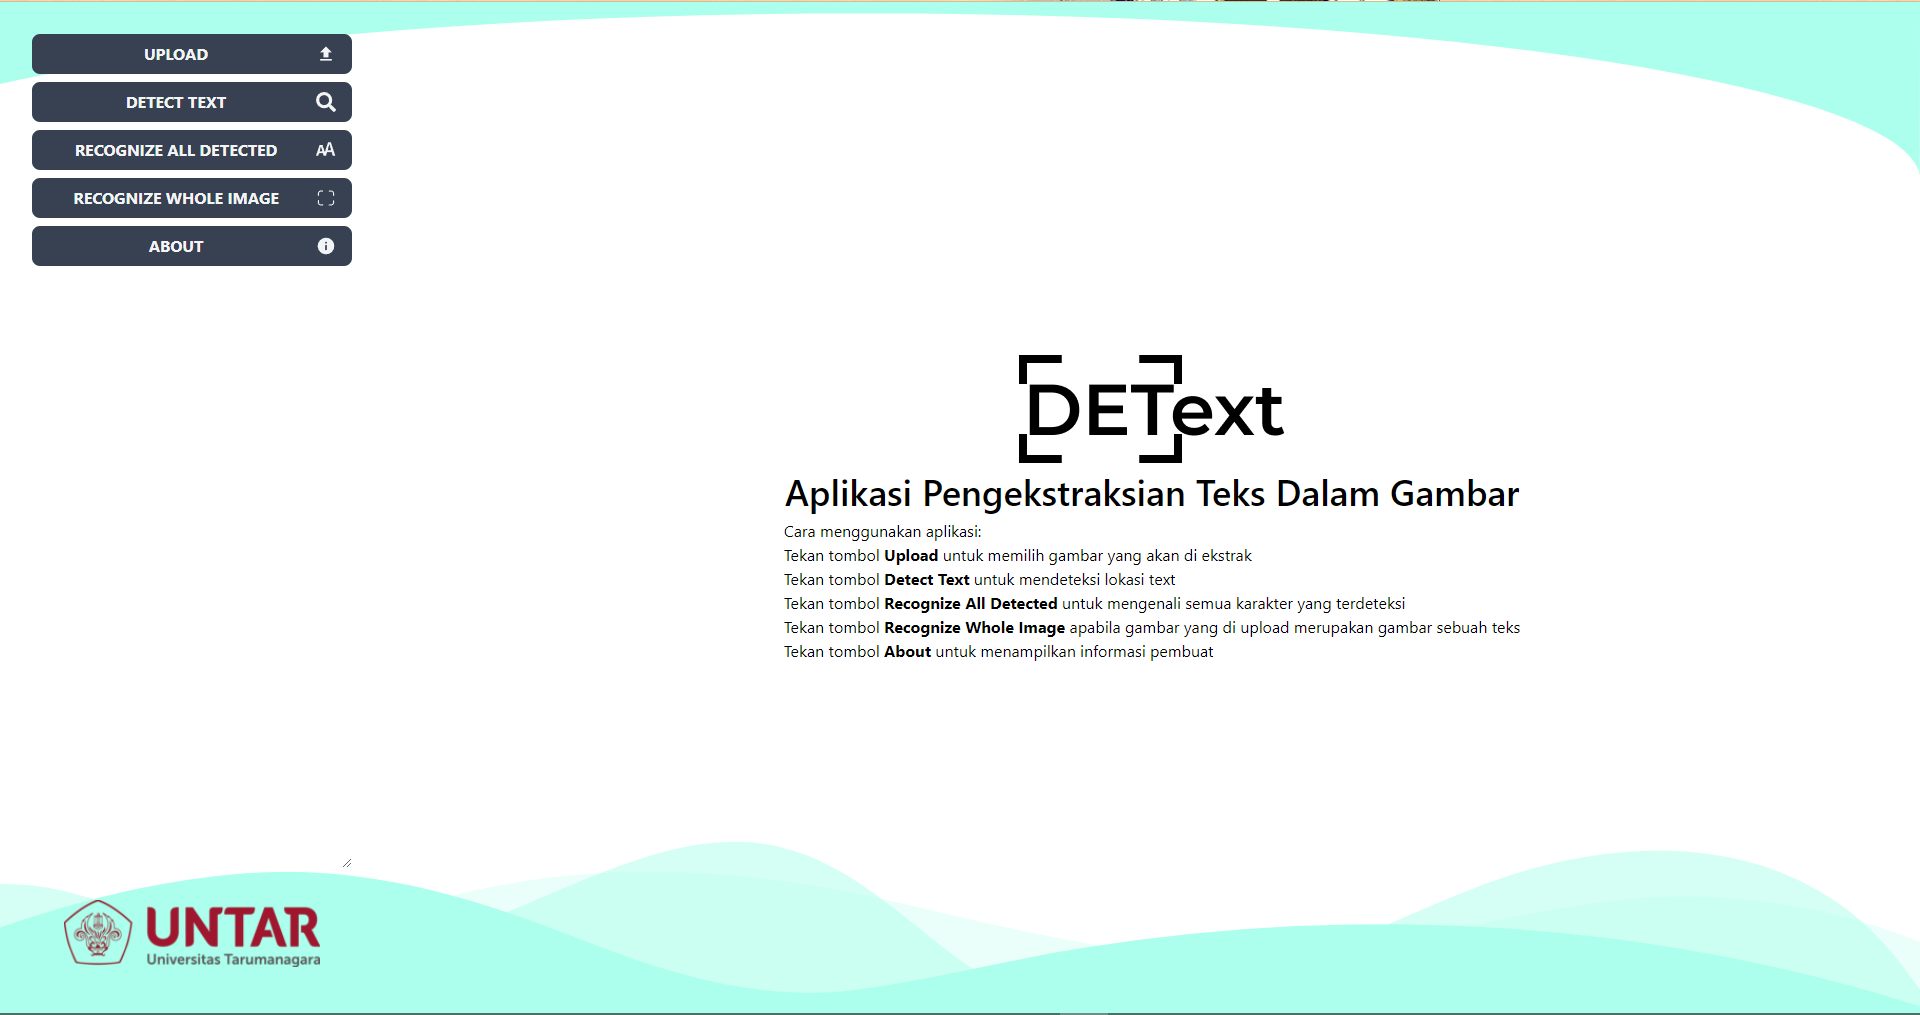 UPLOAD
DETECT TEXT
RECOGNIZE ALL DETECTED
AA
RECOGNIZE WHOLE IMAGE
ABOUT
DEText
Aplikasi Pengekstraksian Teks Dalam Gambar
Cara menggunakan aplikasi:
Tekan tombol Upload untuk memilih gambar yang akan di ekstrak
Tekan tombol Detect Text untuk mendeteksi lokasi text
Tekan tombol Recognize All Detected untuk mengenali semua karakter yang terdeteksi
Tekan tombol Recognize Whole Image apabila gambar yang di upload merupakan gambar sebuah teks
Tekan tombol About untuk menampilkan informasi pembuat
UNTAR
Universitas Tarumanagara